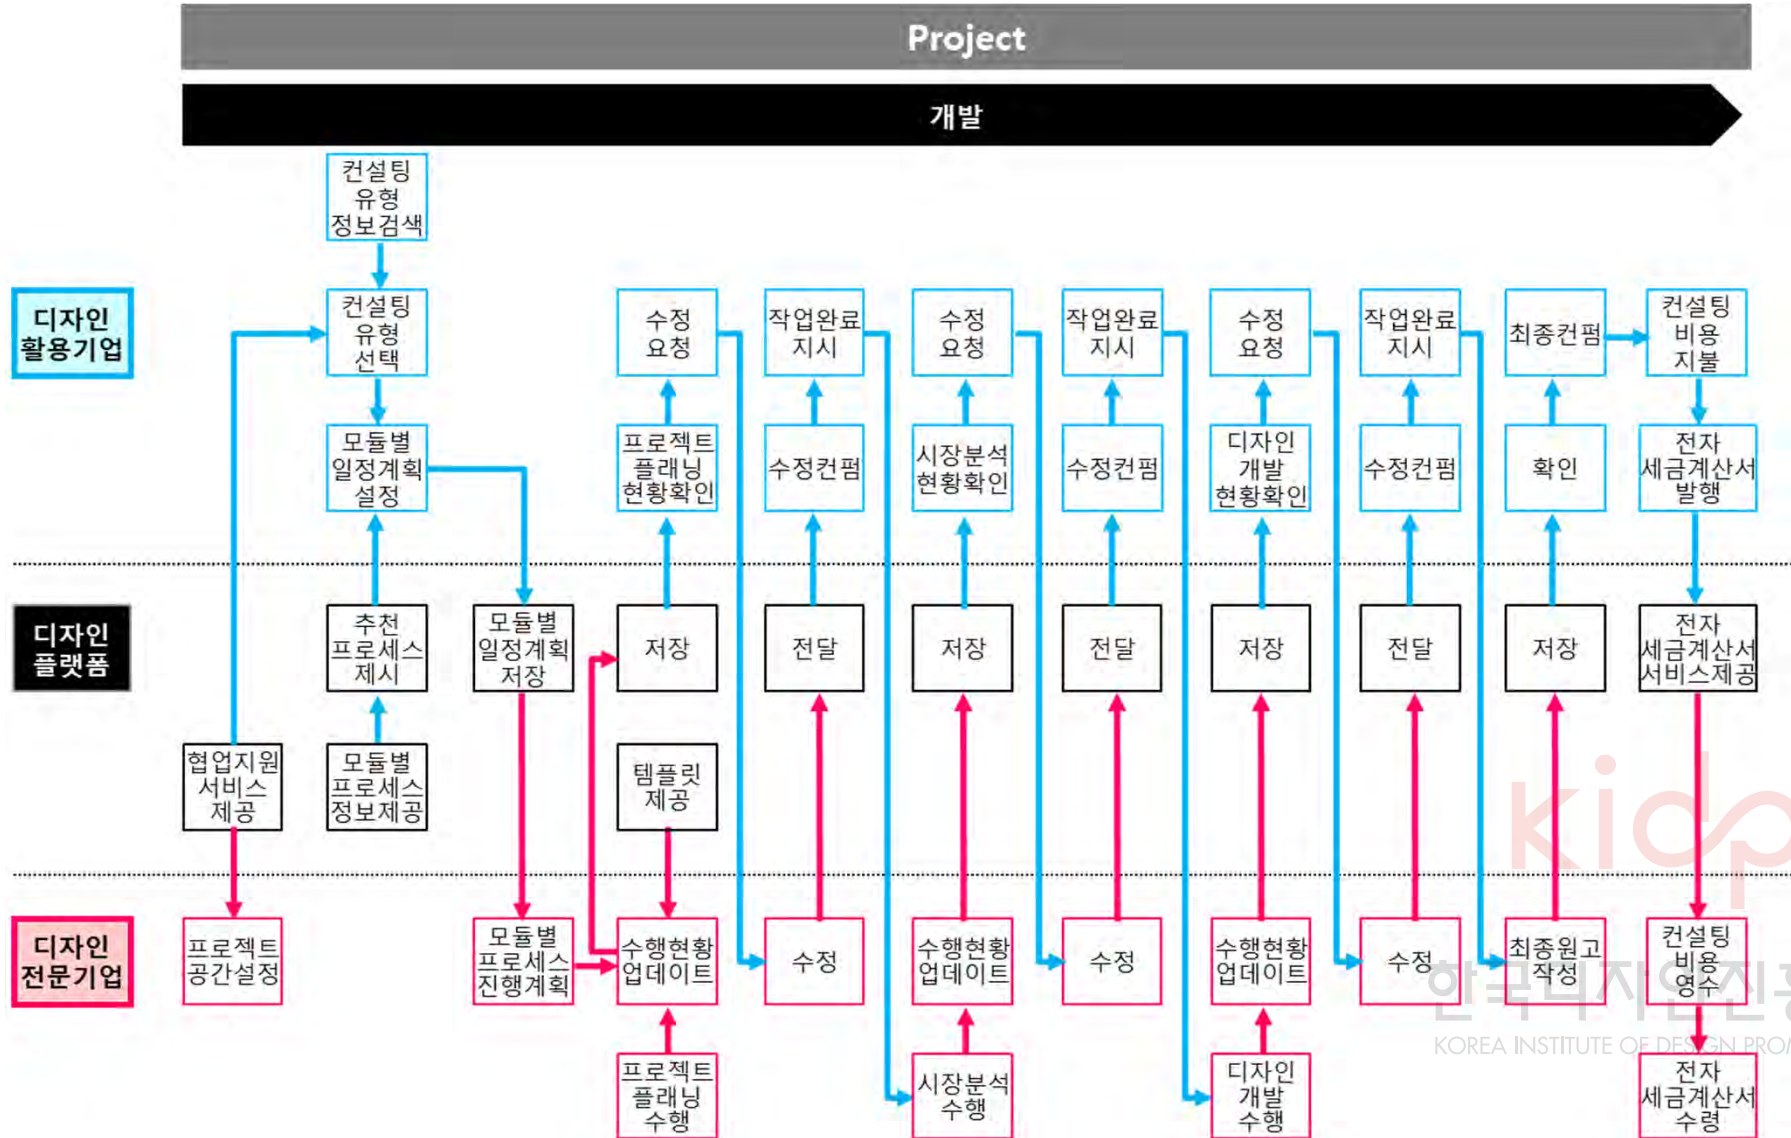 Project
개발
컨설팅
유형
정보검색
디자인
활용기업
컨설팅
유형
선택
수정
요청
작업완료
지시
수정
요청
작업완료
지시
수정
요청
작업완료
지시
최종컨펌
컨설팅
비용
지불
모듈별
일정계획
설정
프로젝트
플래닝
현황확인
수정컨펌
시장분석
현황확인
수정컨펌
디자인
개발
현황확인
수정컨펌
확인
전자
세금계산서
발행
디자인
플랫폼
추천
프로세스
제시
모듈별
일정계획
저장
저장
전달
저장
전달
저장
전달
저장
전자
세금계산서
서비스제공
협업지원
서비스
제공
모듈별
프로세스
정보제공
템플릿
제공
kidp
디자인
전문기업
프로젝트
공간설정
모듈별
프로세스
진행계획
수행현황
업데이트
수정
수행현황
업데이트
수정
수행현황
업데이트
수정
최종원고
작성
컨설팅
비용
영수
한국디자인진흥
KOREA INSTITUTE OF DESIGN PROM
프로젝트
플래닝
수행
시장분석
수행
디자인
개발
수행
전자
세금계산서
수령